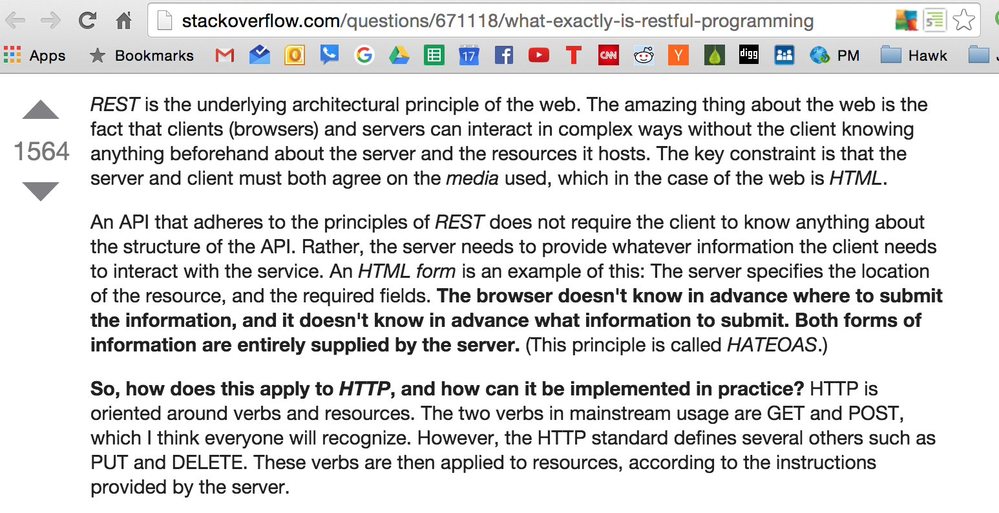 stackoverflow.com/questions/671118/what-exactly-is-restful-programming
Apps Bookmarks 17 T CNN Y digg PM Hawk
REST is the underlying architectural principle of the web. The amazing thing about the web is the
fact that clients (browsers) and servers can interact in complex ways without the client knowing
1564
anything beforehand about the server and the resources it hosts. The key constraint is that the
server and client must both agree on the media used, which in the case of the web is HTML.
An API that adheres to the principles of REST does not require the client to know anything about
the structure of the API. Rather, the server needs to provide whatever information the client needs
to interact with the service. An HTML form is an example of this: The server specifies the location
of the resource, and the required fields. The browser doesn't know in advance where to submit
the information, and it doesn't know in advance what information to submit. Both forms of
information are entirely supplied by the server. (This principle is called HATEOAS.)
So, how does this apply to HTTP, and how can it be implemented in practice? HTTP is
oriented around verbs and resources. The two verbs in mainstream usage are GET and POST,
which I think everyone will recognize. However, the HTTP standard defines several others such as
PUT and DELETE. These verbs are then applied to resources, according to the instructions
provided by the server.